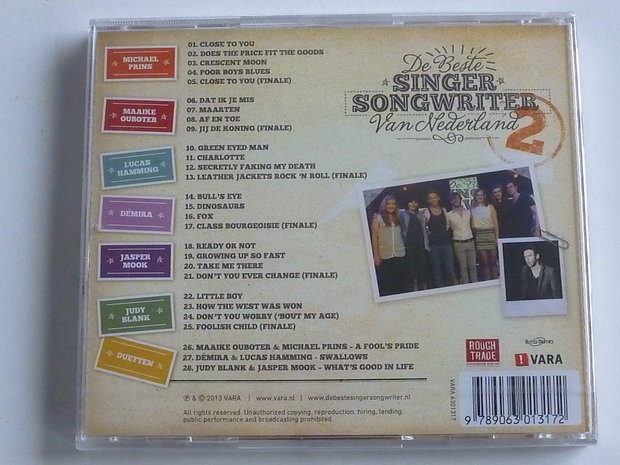 MICHAEL
PRINS
01. CLOSE TO YOU
02. DOES THE PRICE FIT THE GOODS
03. CRESCENT MOON
04. POOR BOYS BLUES
05. CLOSE TO YOU (FINALE)
MAAIKE
OUBOTER
06. DAT IK JE MIS
07. MAARTEN
08. AF EN TOE
09. JIJ DE KONING (FINALE)
LUCAS
HAMMING
10. GREEN EYED MAN
11. CHARLOTTE
12. SECRETLY FAKING MY DEATH
13. LEATHER JACKETS ROCK 'N ROLL (FINALE)
DÉMIRA
14. BULL'S EYE
15. DINOSAURS
16. FOX
17. CLASS BOURGEOISIE (FINALE)
JASPER
MOOK
18. READY OR NOT
19. GROWING UP SO FAST
20. TAKE ME THERE
21. DON'T YOU EVER CHANGE (FINALE)
JUDY
BLANK
22. LITTLE BOY
23. HOW THE WEST WAS WON
24. DON'T YOU WORRY ('BOUT MY AGE)
25. FOOLISH CHILD (FINALE)
DUETTEN
26. MAAIKE OUBOTER & MICHAEL PRINS - A FOOL'S PRIDE
27. DÉMIRA & LUCAS HAMMING - SWALLOWS
28. JUDY BLANK & JASPER MOOK - WHAT'S GOOD IN LIFE
℗ & © 2013 VARA | www.vara.nl | www.debestesingersongwriter.nl
All rights reserved. Unauthorized copying, reproduction, hiring, lending,
public performance and broadcasting prohibited.
De Beste
SINGER
SONGWRITER
Van Nederland
2
De Beste
SING
SONGW
ROUGH
TRADE
VARA
VARA 6301317
9 789063 013172